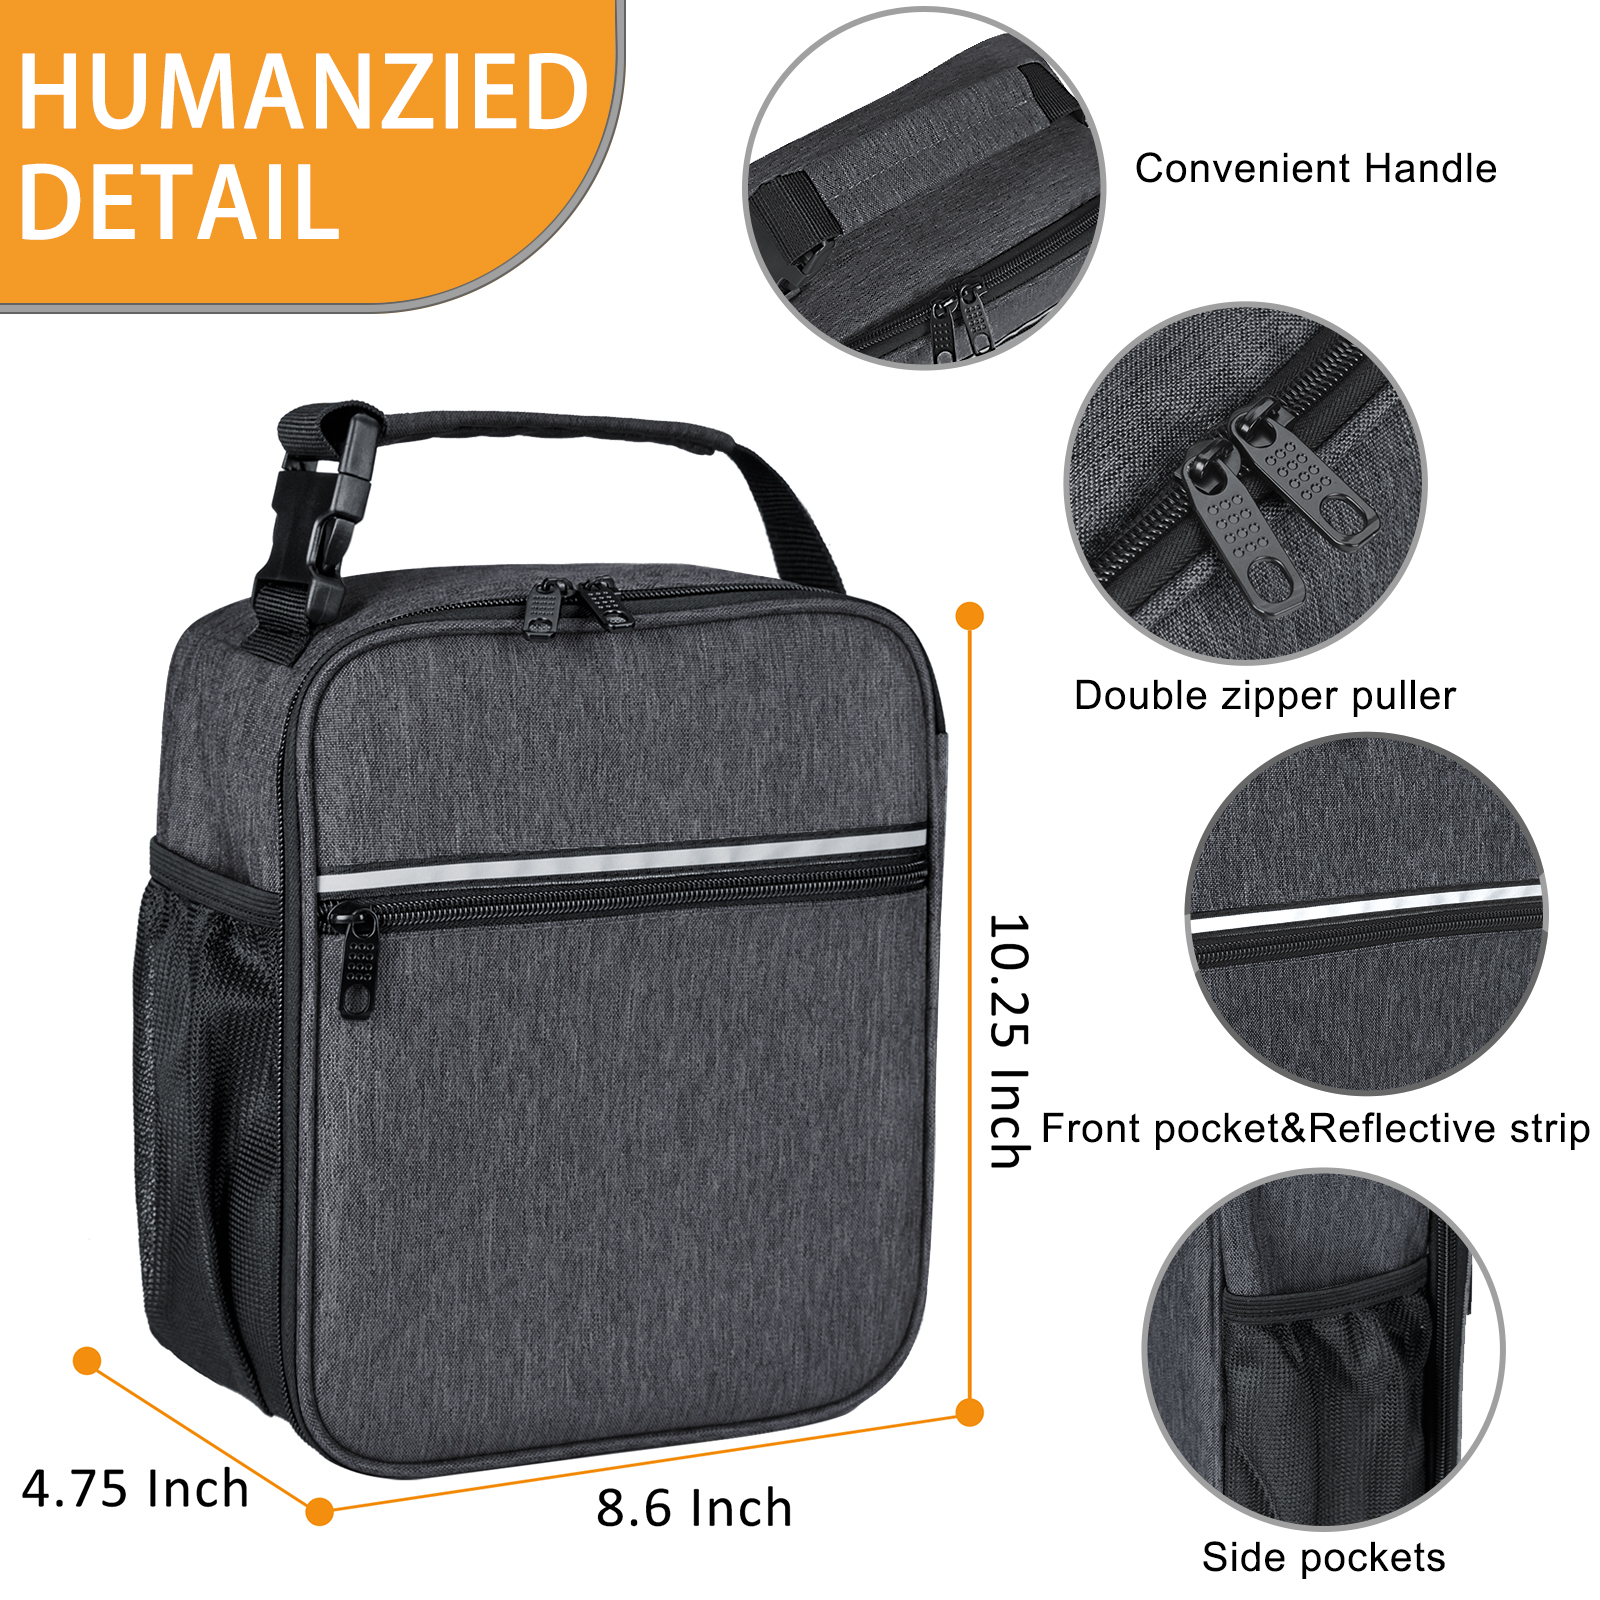 HUMANZIED
DETAIL
Convenient Handle
Double zipper puller
10.25 Inch
Front pocket&Reflective strip
4.75 Inch
8.6 Inch
Side pockets